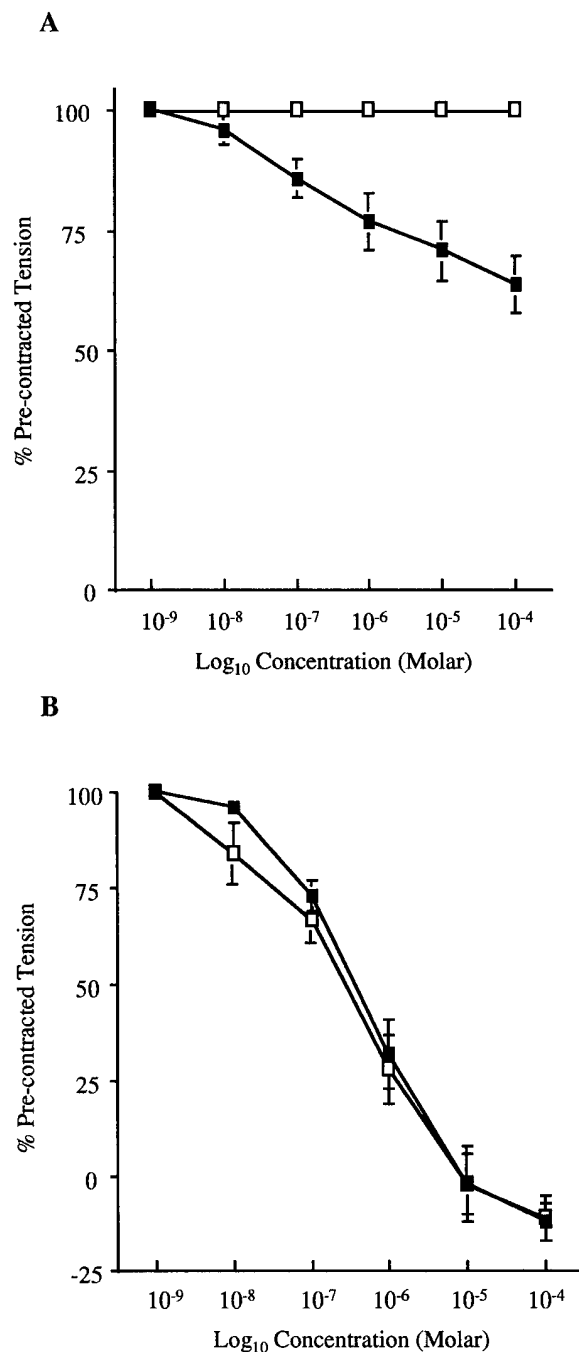 A
100
75
50
25
0
% Pre-contracted Tension
10⁻⁹ 10⁻⁸ 10⁻⁷ 10⁻⁶ 10⁻⁵ 10⁻⁴
Log₁₀ Concentration (Molar)
B
100
75
50
25
0
-25
% Pre-contracted Tension
10⁻⁹ 10⁻⁸ 10⁻⁷ 10⁻⁶ 10⁻⁵ 10⁻⁴
Log₁₀ Concentration (Molar)